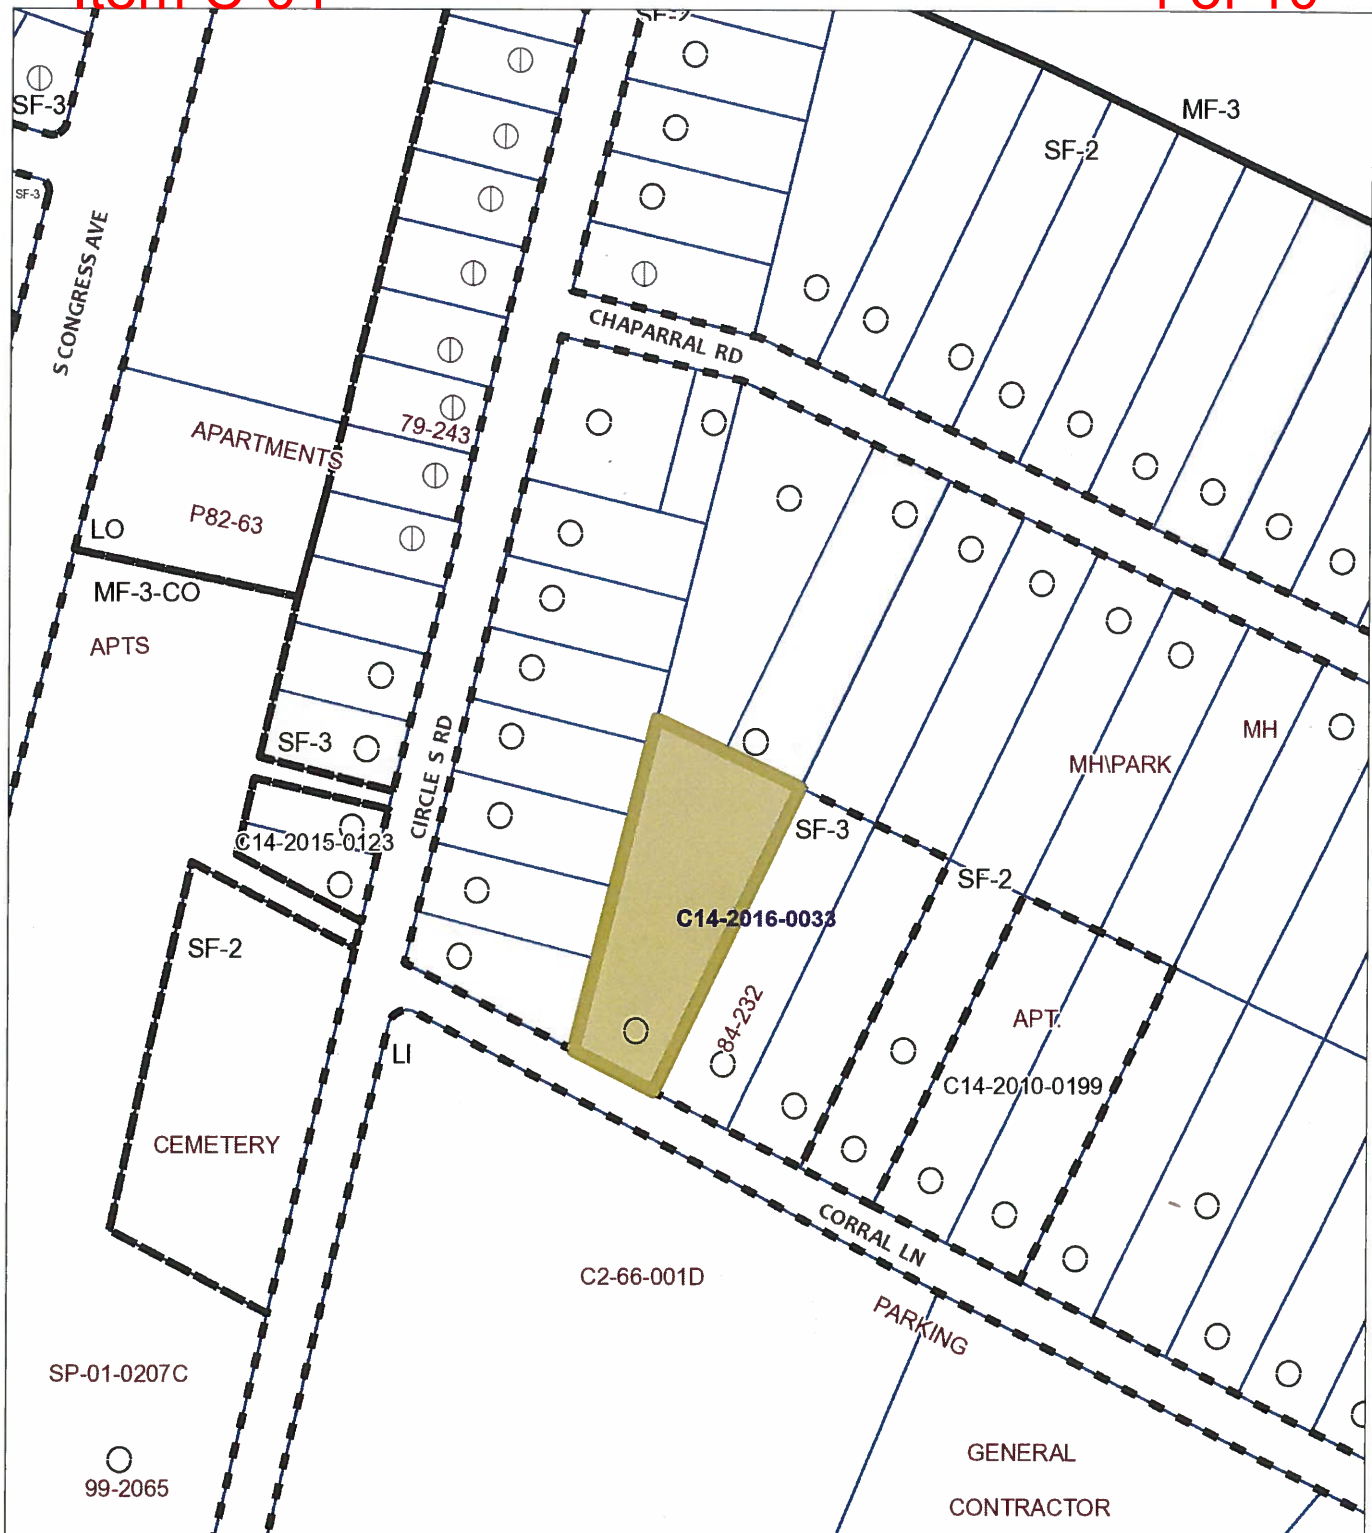 SF-2
MF-3
SF-3
SF-2
SF-3
S CONGRESS AVE
CHAPARRAL RD
79-243
APARTMENTS
P82-63
LO
MF-3-CO
APTS
MH
SF-3
MH\PARK
CIRCLE S RD
SF-3
C14-2015-0123
SF-2
C14-2016-0033
SF-2
84-232
APT.
LI
C14-2010-0199
CEMETERY
CORRAL LN
C2-66-001D
PARKING
SP-01-0207C
GENERAL
99-2065
CONTRACTOR